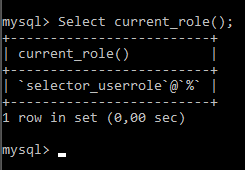 mysql> Select current_role();
+-------------------------+
| current_role()          |
+-------------------------+
| `selector_userrole`@`%` |
+-------------------------+
1 row in set (0,00 sec)
mysql> _